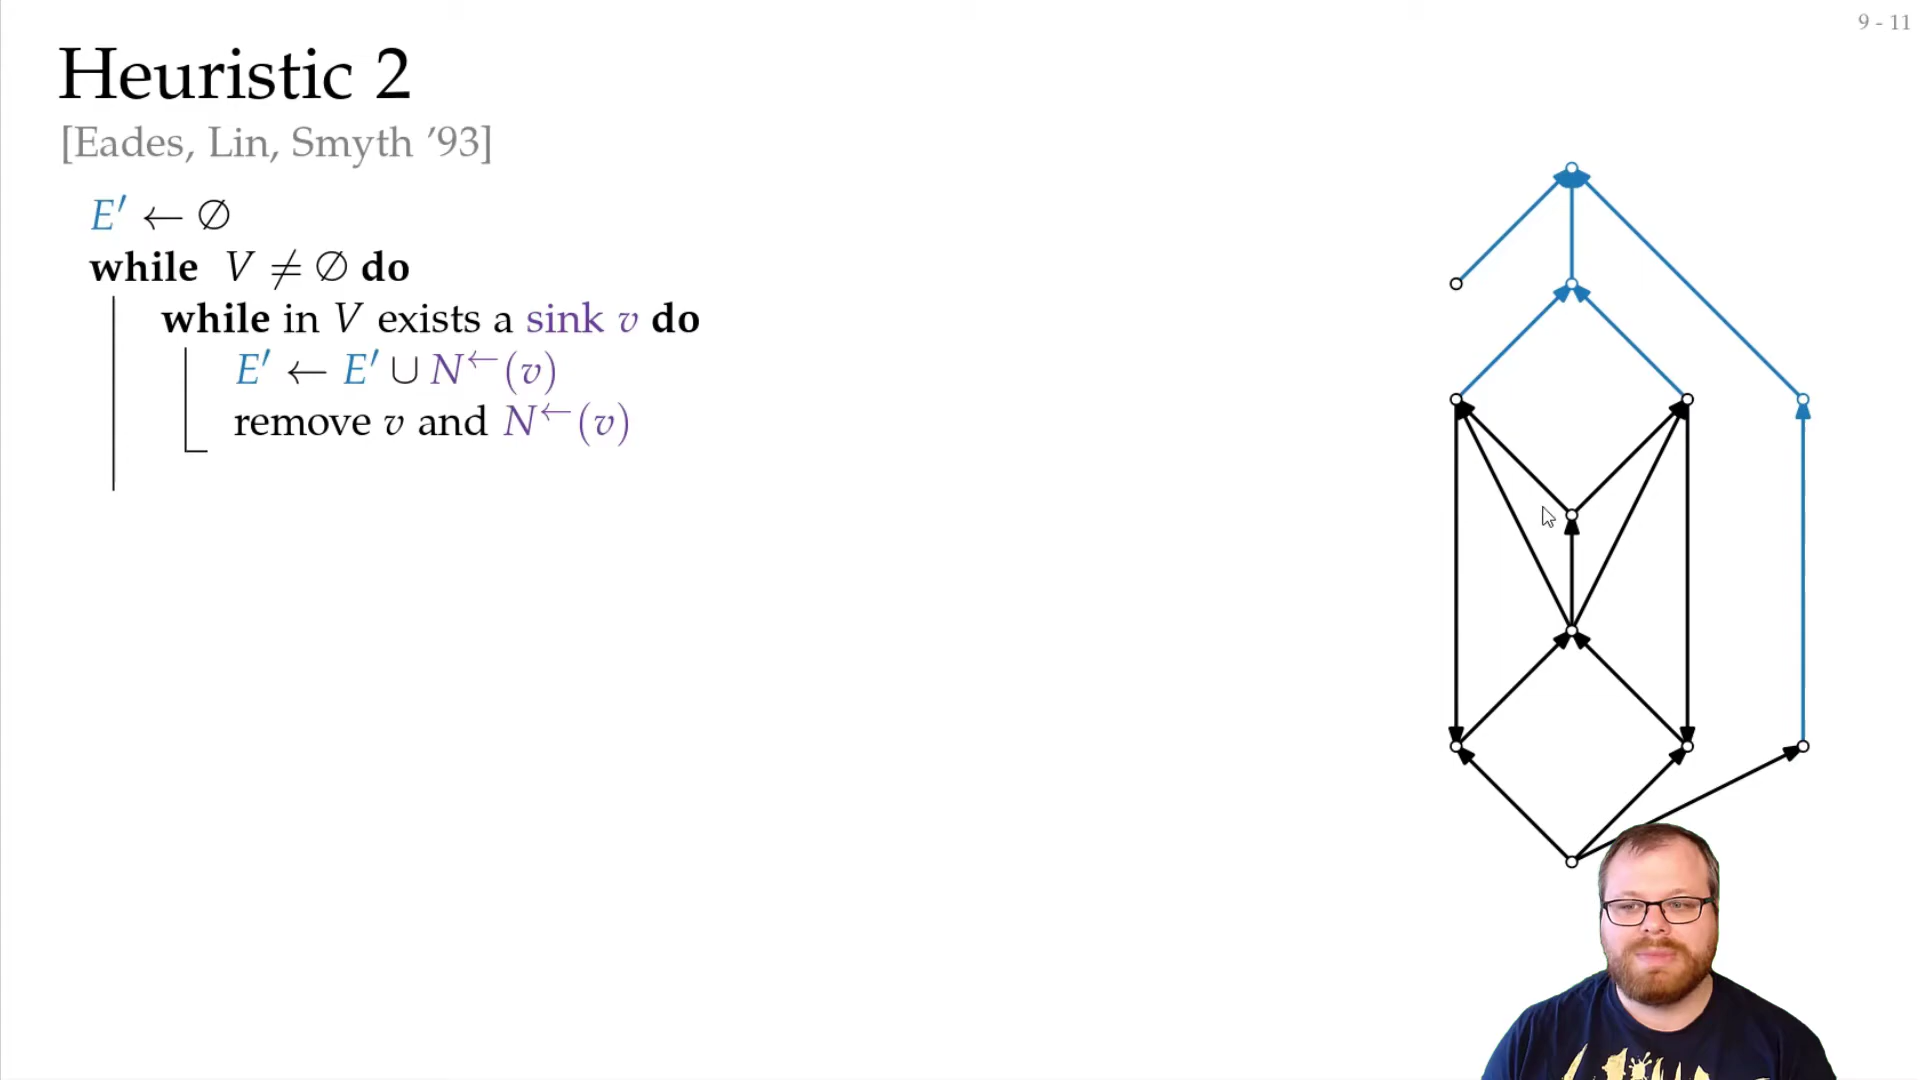 9 - 11
Heuristic 2
[Eades, Lin, Smyth ’93]
E′ ← ∅
while V ≠ ∅ do
while in V exists a sink v do
E′ ← E′ ∪ N←(v)
remove v and N←(v)